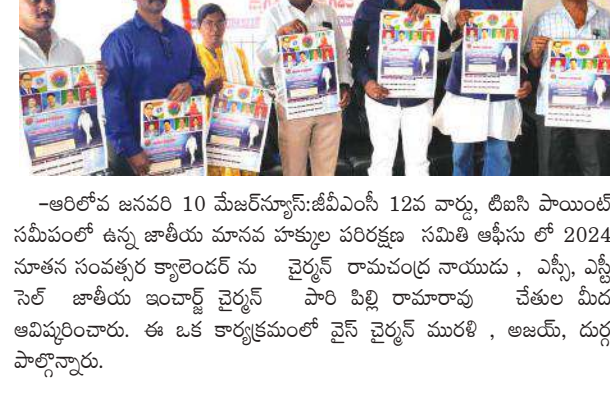 -ఆరిలోవ జనవరి 10 మేజర్‌న్యూస్:జీవీఎంసీ 12వ వార్డు, టిఐసి పాయింట్
సమీపంలో ఉన్న జాతీయ మానవ హక్కుల పరిరక్షణ సమితి ఆఫీసు లో 2024
నూతన సంవత్సర క్యాలెండర్ ను చైర్మన్ రామచంద్ర నాయుడు , ఎస్సీ, ఎస్టీ
సెల్ జాతీయ ఇంచార్జ్ చైర్మన్ పారి పిల్లి రామారావు చేతుల మీద
ఆవిష్కరించారు. ఈ ఒక కార్యక్రమంలో వైస్ చైర్మన్ మురళి , అజయ్, దుర్గ
పాల్గొన్నారు.